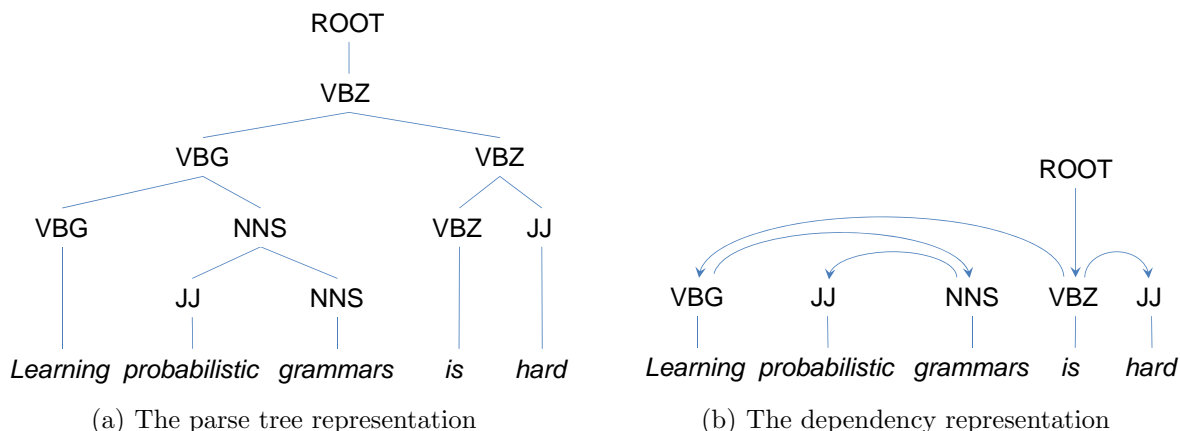 ROOT
VBZ
VBG VBZ
VBG NNS VBZ JJ
JJ NNS
Learning probabilistic grammars is hard
(a) The parse tree representation
ROOT
VBG JJ NNS VBZ JJ
Learning probabilistic grammars is hard
(b) The dependency representation